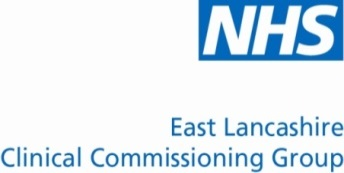 NHS
East Lancashire
Clinical Commissioning Group